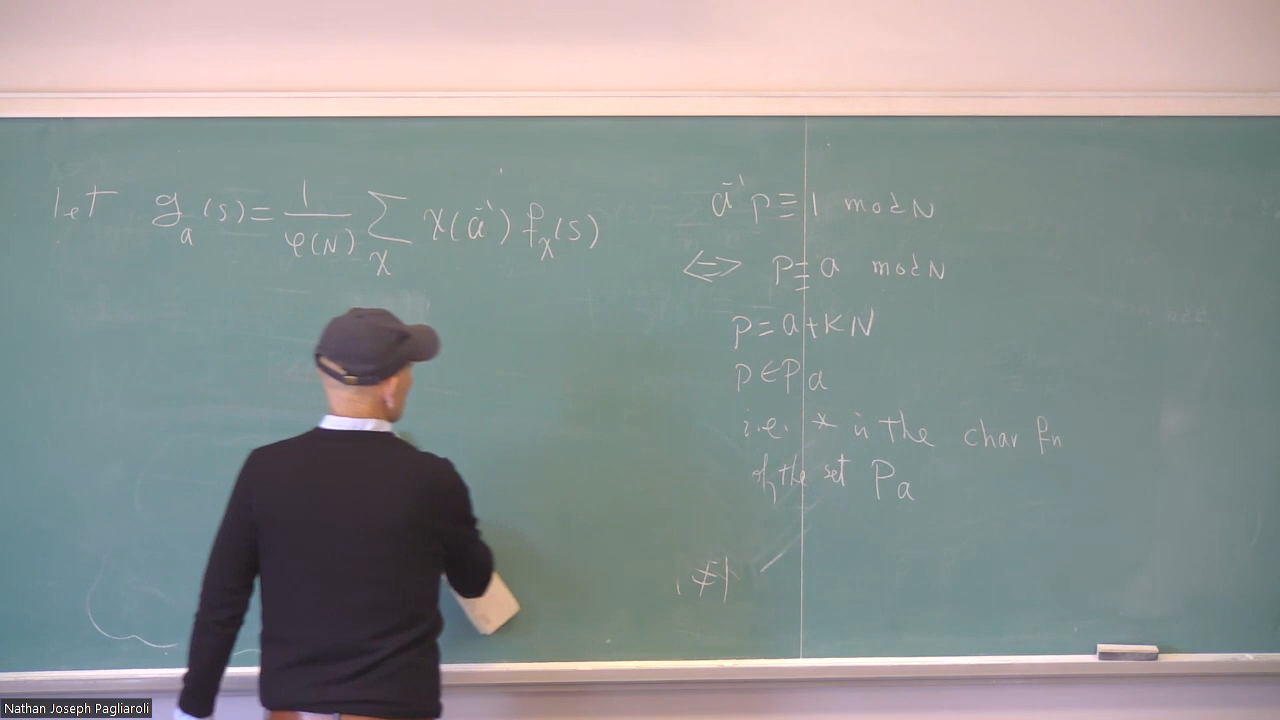 let g_a(s) = 1/φ(N) Σ_χ χ(a⁻¹) f_χ(s)
a⁻¹ p ≡ 1 mod N
⟺ p ≡ a mod N
p = a + kN
p ∈ P_a
i.e. * is the char fn
of the set P_a
Nathan Joseph Pagliaroli